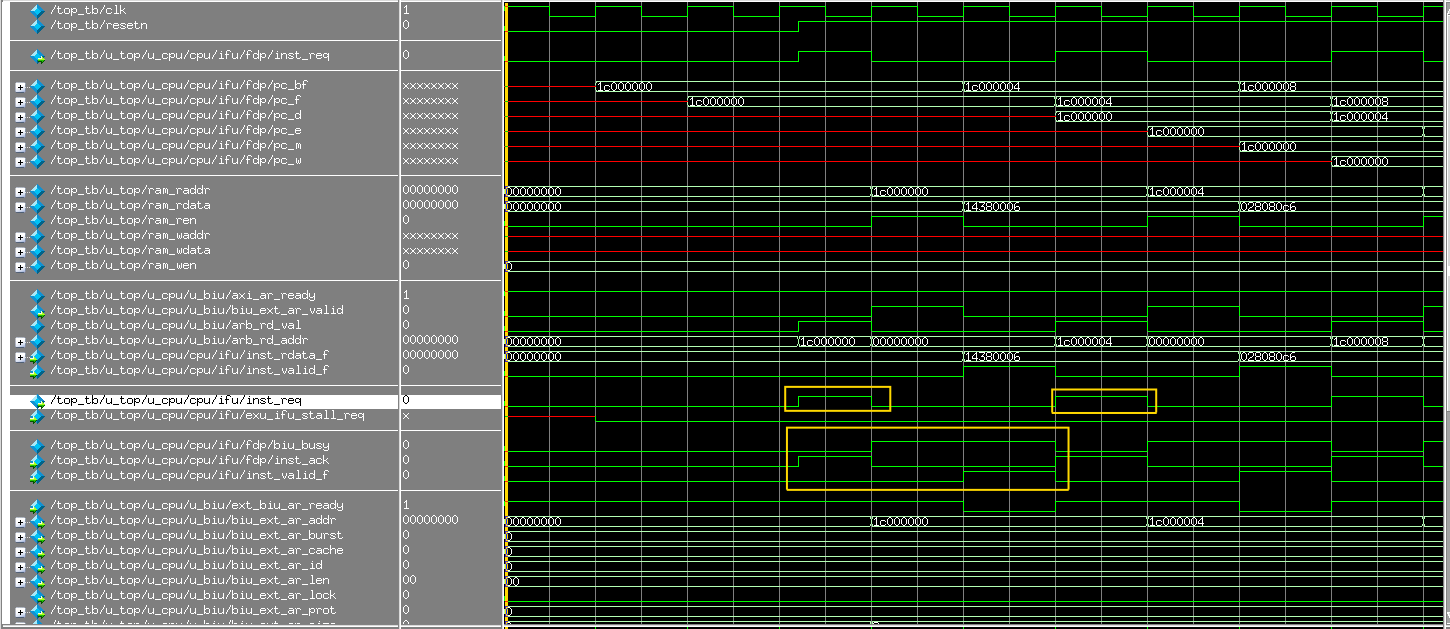 /top_tb/clk 1
/top_tb/resetn 0
/top_tb/u_top/u_cpu/cpu/ifu/fdp/inst_req 0
/top_tb/u_top/u_cpu/cpu/ifu/fdp/pc_bf xxxxxxxx 1c000000 1c000004 1c000008
/top_tb/u_top/u_cpu/cpu/ifu/fdp/pc_f xxxxxxxx 1c000000 1c000004 1c000008
/top_tb/u_top/u_cpu/cpu/ifu/fdp/pc_d xxxxxxxx 1c000000 1c000004
/top_tb/u_top/u_cpu/cpu/ifu/fdp/pc_e xxxxxxxx 1c000000
/top_tb/u_top/u_cpu/cpu/ifu/fdp/pc_m xxxxxxxx 1c000000
/top_tb/u_top/u_cpu/cpu/ifu/fdp/pc_w xxxxxxxx 1c000000
/top_tb/u_top/ram_raddr 00000000 00000000 1c000000 1c000004
/top_tb/u_top/ram_rdata 00000000 00000000 14380006 028080c6
/top_tb/u_top/ram_ren 0
/top_tb/u_top/ram_waddr xxxxxxxx
/top_tb/u_top/ram_wdata xxxxxxxx
/top_tb/u_top/ram_wen 0 0
/top_tb/u_top/u_cpu/u_biu/axi_ar_ready 1
/top_tb/u_top/u_cpu/u_biu/biu_ext_ar_valid 0
/top_tb/u_top/u_cpu/u_biu/arb_rd_val 0
/top_tb/u_top/u_cpu/u_biu/arb_rd_addr 00000000 00000000 1c000000 00000000 1c000004 00000000 1c000008
/top_tb/u_top/u_cpu/cpu/ifu/inst_rdata_f 00000000 00000000 14380006 028080c6
/top_tb/u_top/u_cpu/cpu/ifu/inst_valid_f 0
/top_tb/u_top/u_cpu/cpu/ifu/inst_req 0
/top_tb/u_top/u_cpu/cpu/ifu/exu_ifu_stall_req x
/top_tb/u_top/u_cpu/cpu/ifu/fdp/biu_busy 0
/top_tb/u_top/u_cpu/cpu/ifu/fdp/inst_ack 0
/top_tb/u_top/u_cpu/cpu/ifu/inst_valid_f 0
/top_tb/u_top/u_cpu/u_biu/ext_biu_ar_ready 1
/top_tb/u_top/u_cpu/u_biu/biu_ext_ar_addr 00000000 00000000 1c000000 1c000004
/top_tb/u_top/u_cpu/u_biu/biu_ext_ar_burst 0 0
/top_tb/u_top/u_cpu/u_biu/biu_ext_ar_cache 0 0
/top_tb/u_top/u_cpu/u_biu/biu_ext_ar_id 0 0
/top_tb/u_top/u_cpu/u_biu/biu_ext_ar_len 00 00
/top_tb/u_top/u_cpu/u_biu/biu_ext_ar_lock 0
/top_tb/u_top/u_cpu/u_biu/biu_ext_ar_prot 0 0